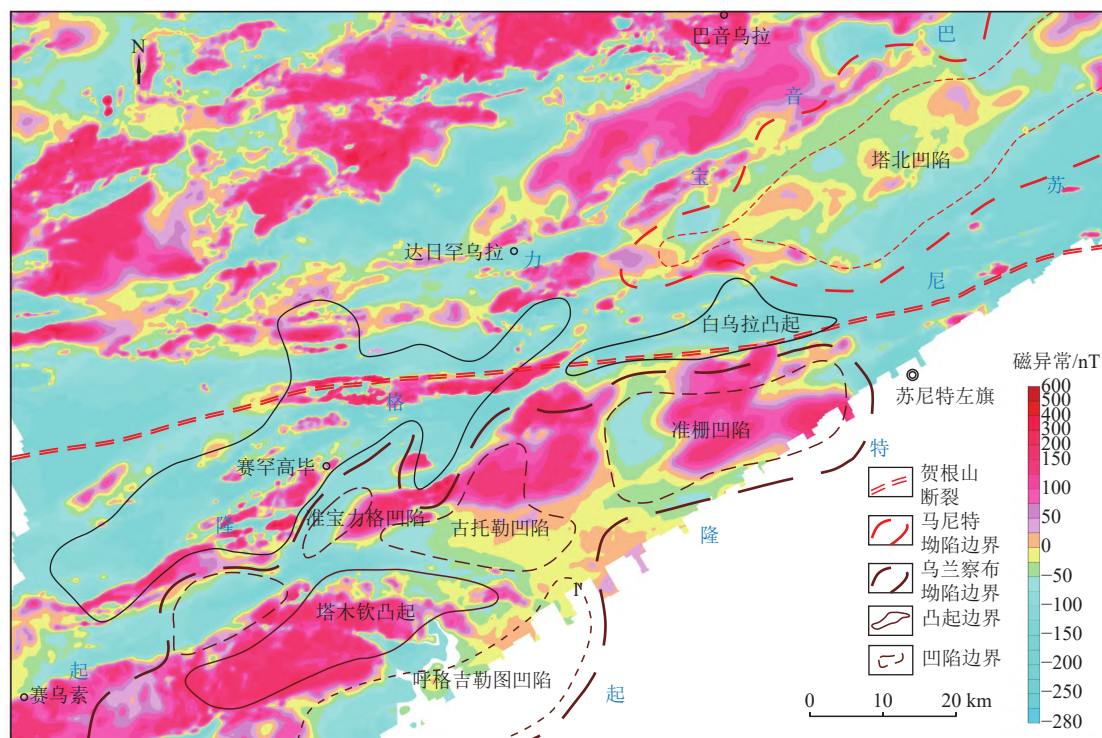 N
巴音乌拉
巴
音
塔北凹陷
宝
苏
达日罕乌拉
力
尼
白乌拉凸起
磁异常/nT
苏尼特左旗
格
准棚凹陷
特
赛罕高毕
隆
准宝力格凹陷
古托勒凹陷
隆
塔木钦凸起
起
呼格吉勒图凹陷
起
赛乌素
600
500
400
300
200
150
100
50
0
−50
−100
−150
−200
−250
−280
贺根山
断裂
马尼特
坳陷边界
乌兰察布
坳陷边界
凸起边界
凹陷边界
0 20 km